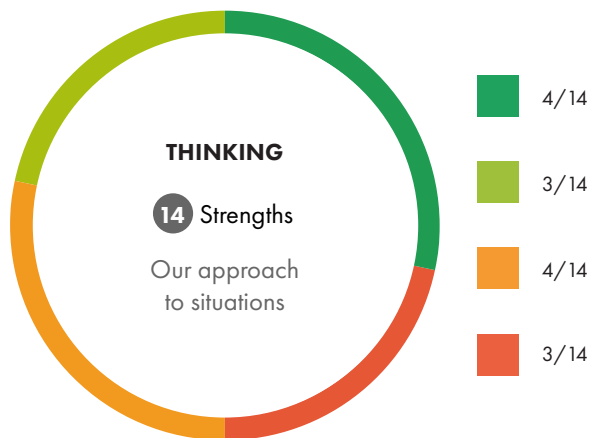 THINKING
14 Strengths
Our approach
to situations
4/14
3/14
4/14
3/14